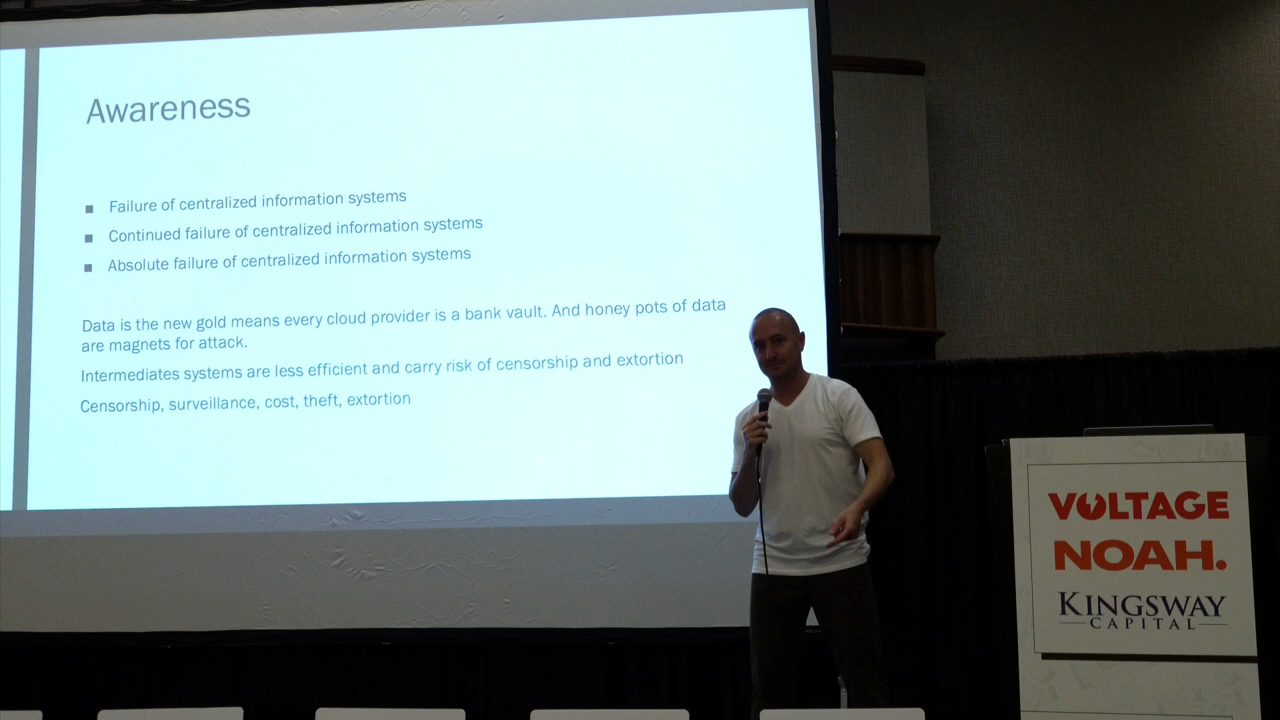 Awareness
Failure of centralized information systems
Continued failure of centralized information systems
Absolute failure of centralized information systems
Data is the new gold means every cloud provider is a bank vault. And honey pots of data
are magnets for attack.
Intermediates systems are less efficient and carry risk of censorship and extortion
Censorship, surveillance, cost, theft, extortion
VOLTAGE
NOAH.
KINGSWAY
CAPITAL